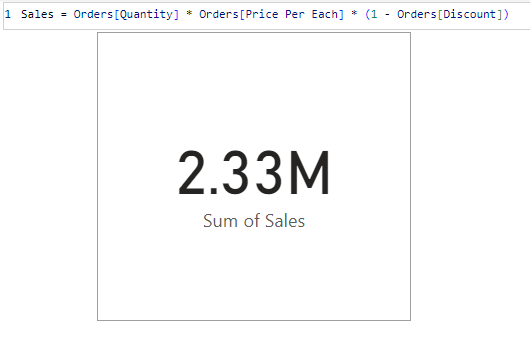 1 Sales = Orders[Quantity] * Orders[Price Per Each] * (1 - Orders[Discount])
2.33M
Sum of Sales